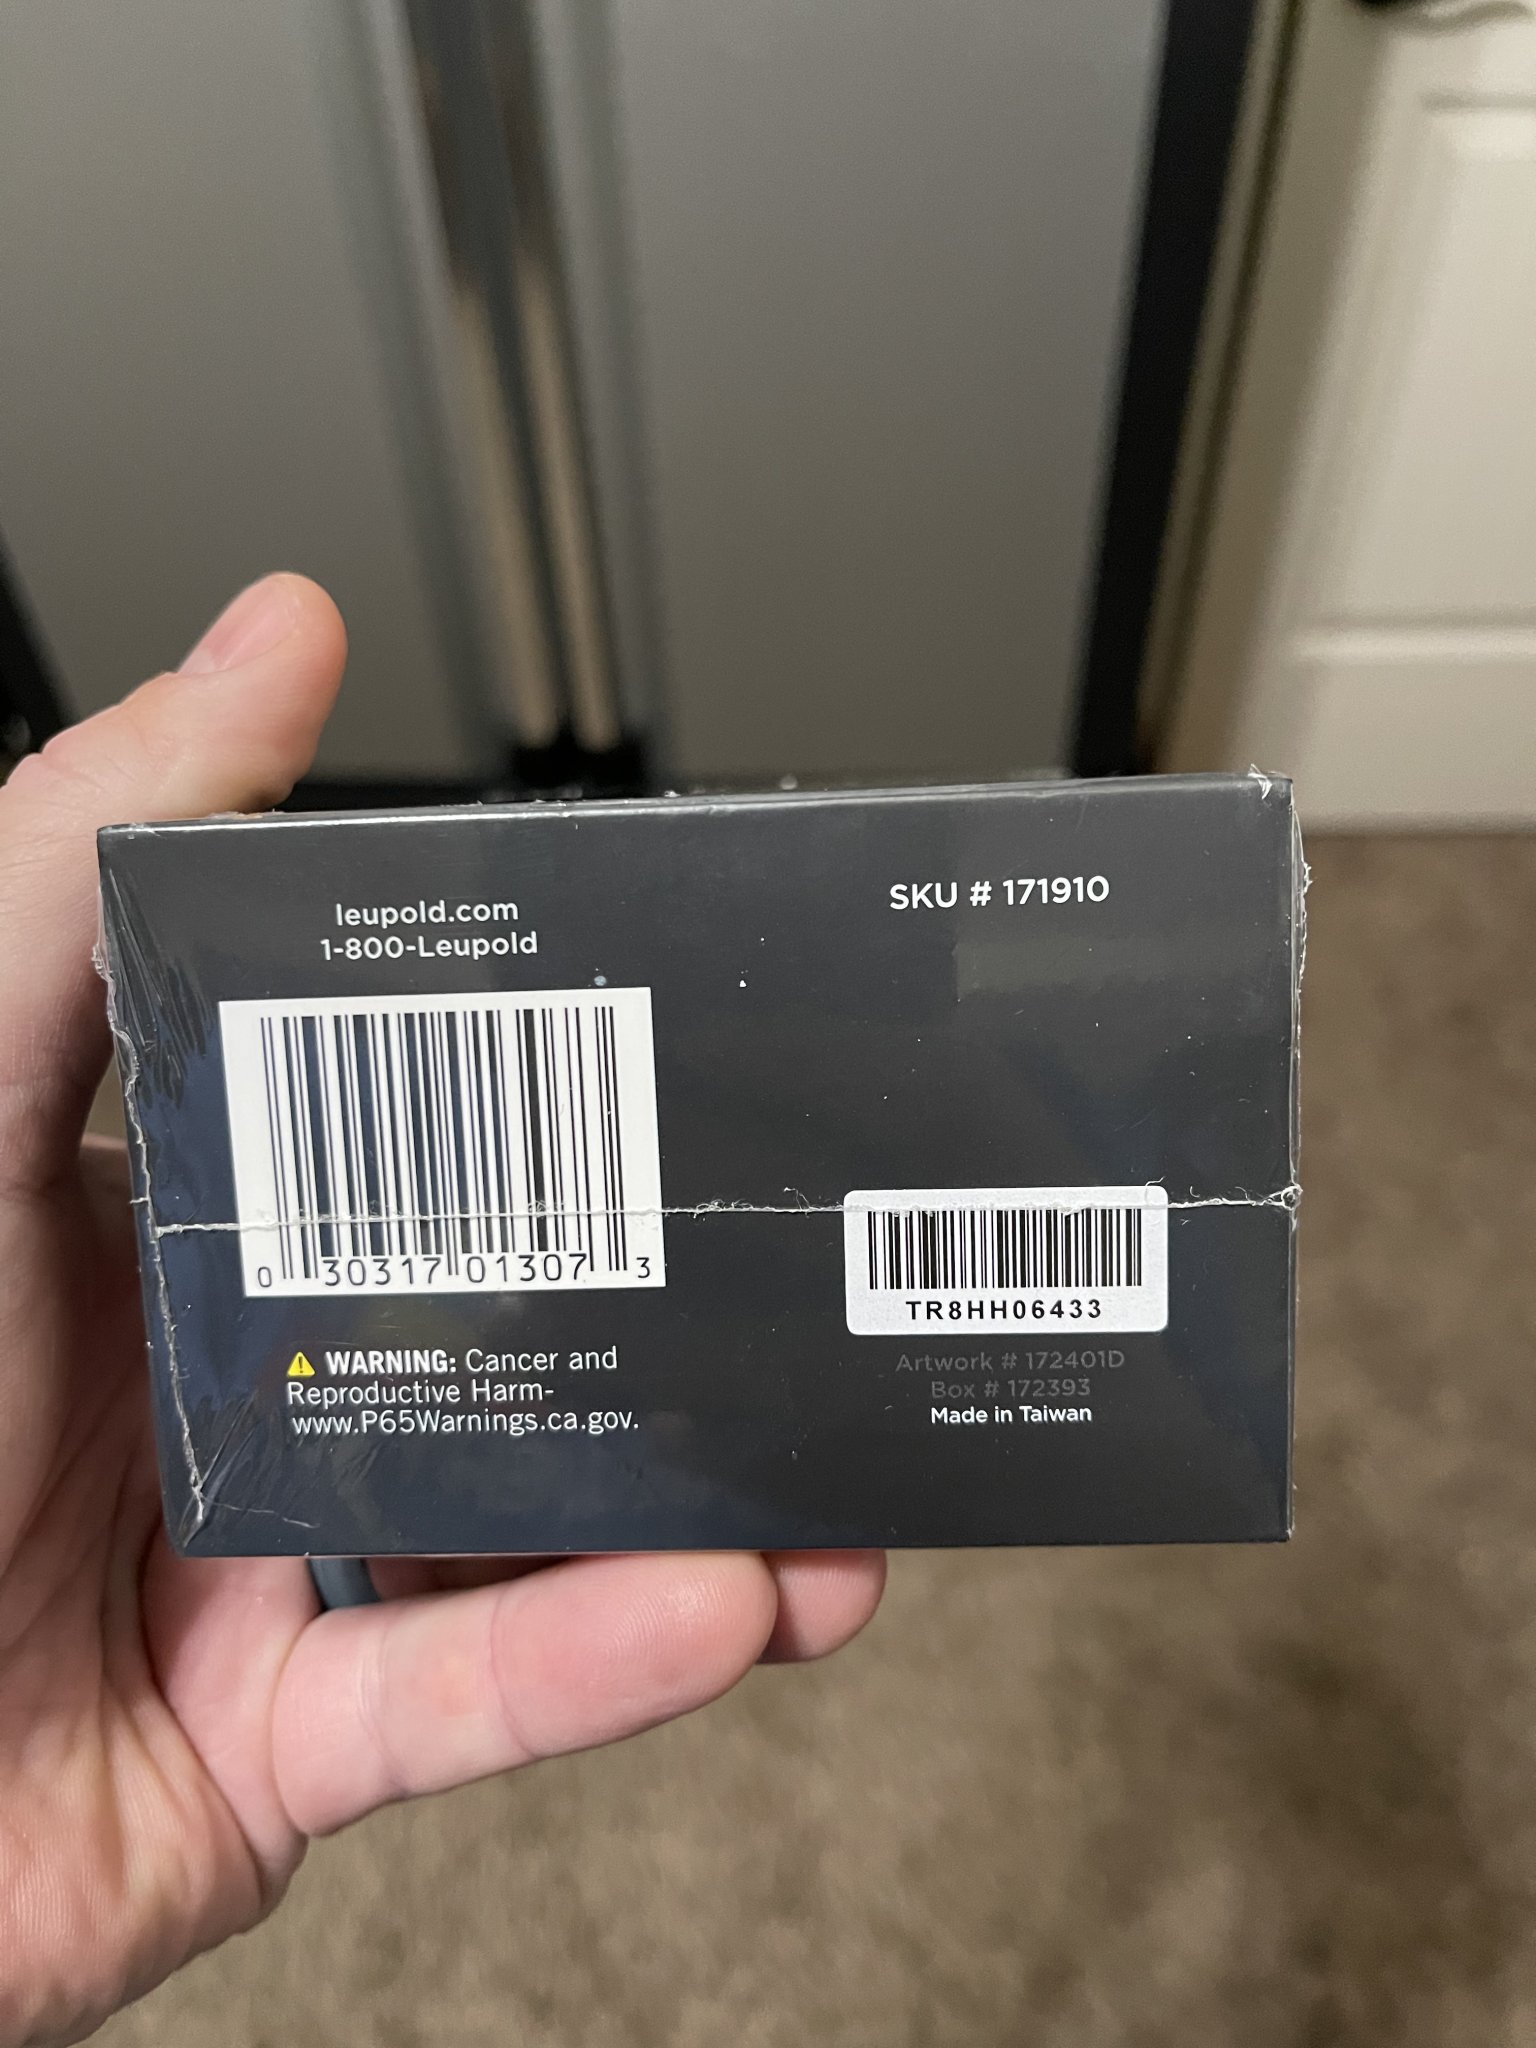 leupold.com
1-800-Leupold
SKU # 171910
0 30317 01307 3
TR8HH06433
WARNING: Cancer and
Reproductive Harm-
www.P65Warnings.ca.gov.
Artwork # 172401D
Box # 172393
Made in Taiwan